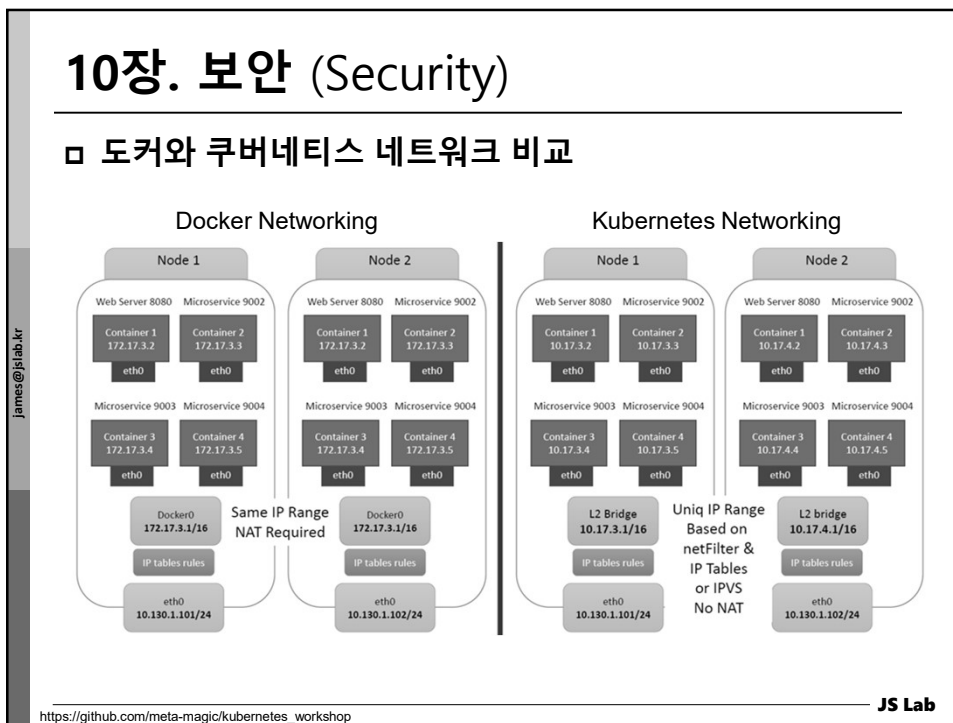 10장. 보안 (Security)
도커와 쿠버네티스 네트워크 비교
Docker Networking
Node 1
Web Server 8080 Microservice 9002
Container 1
172.17.3.2
eth0
Container 2
172.17.3.3
eth0
Microservice 9003 Microservice 9004
Container 3
172.17.3.4
eth0
Container 4
172.17.3.5
eth0
Docker0
172.17.3.1/16
IP tables rules
eth0
10.130.1.101/24
Same IP Range
NAT Required
Node 2
Web Server 8080 Microservice 9002
Container 1
172.17.3.2
eth0
Container 2
172.17.3.3
eth0
Microservice 9003 Microservice 9004
Container 3
172.17.3.4
eth0
Container 4
172.17.3.5
eth0
Docker0
172.17.3.1/16
IP tables rules
eth0
10.130.1.102/24
Kubernetes Networking
Node 1
Web Server 8080 Microservice 9002
Container 1
10.17.3.2
eth0
Container 2
10.17.3.3
eth0
Microservice 9003 Microservice 9004
Container 3
10.17.3.4
eth0
Container 4
10.17.3.5
eth0
L2 Bridge
10.17.3.1/16
IP tables rules
eth0
10.130.1.101/24
Uniq IP Range
Based on
netFilter &
IP Tables
or IPVS
No NAT
Node 2
Web Server 8080 Microservice 9002
Container 1
10.17.4.2
eth0
Container 2
10.17.4.3
eth0
Microservice 9003 Microservice 9004
Container 3
10.17.4.4
eth0
Container 4
10.17.4.5
eth0
L2 bridge
10.17.4.1/16
IP tables rules
eth0
10.130.1.102/24
james@jslab.kr
https://github.com/meta-magic/kubernetes_workshop
JS Lab